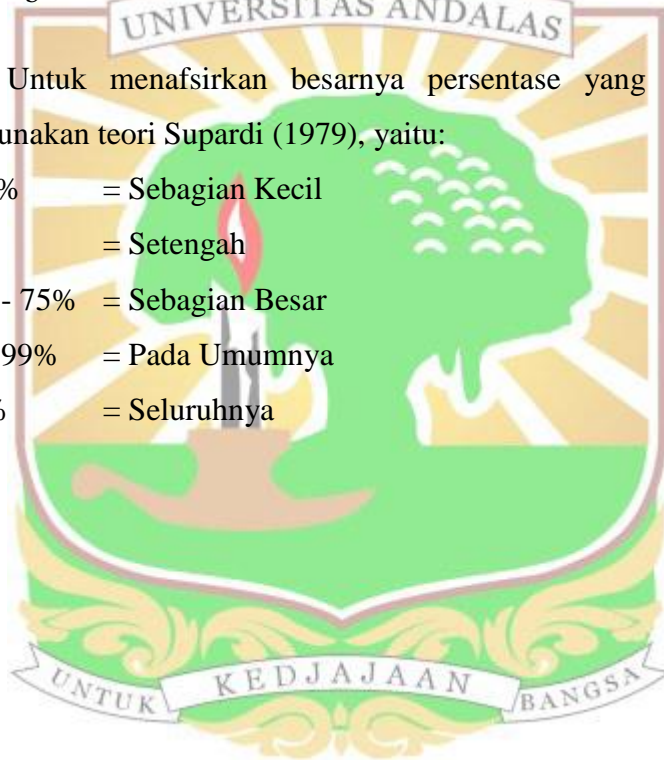 UNIVERSITAS ANDALAS
Untuk menafsirkan besarnya persentase yang
unakan teori Supardi (1979), yaitu:
% = Sebagian Kecil
= Setengah
- 75% = Sebagian Besar
99% = Pada Umumnya
% = Seluruhnya
UNTUK KEDJAJAAN BANGSA